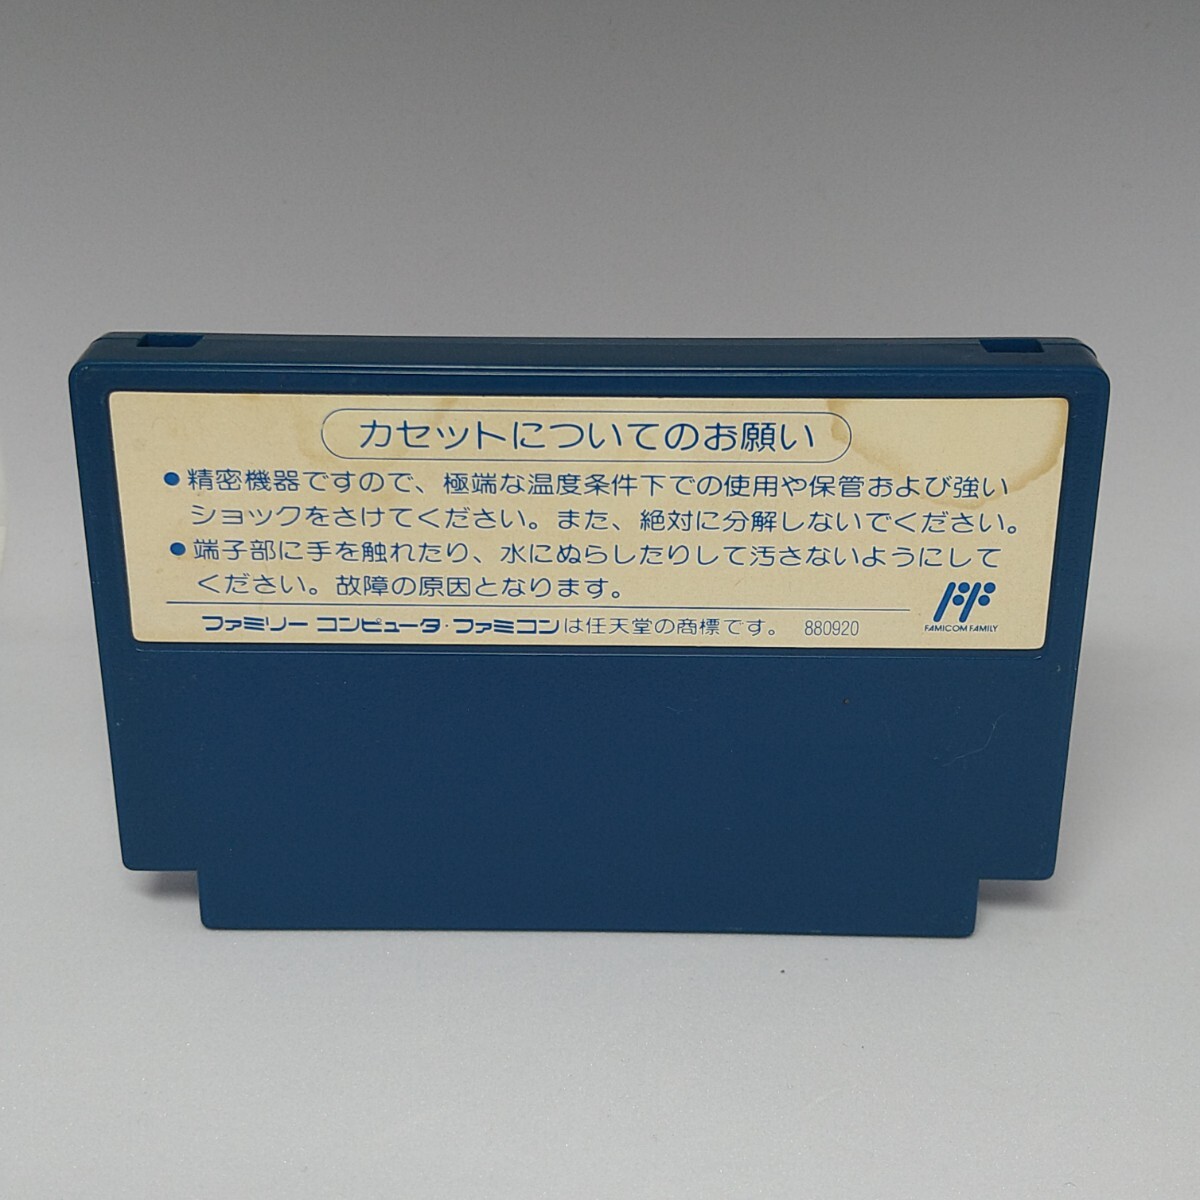 カセットについてのお願い
●精密機器ですので、極端な温度条件下での使用や保管および強い
ショックをさけてください。また、絶対に分解しないでください。
●端子部に手を触れたり、水にぬらしたりして汚さないようにして
ください。故障の原因となります。
ファミリー コンピュータ・ファミコンは任天堂の商標です。 880920
FAMICOM FAMILY